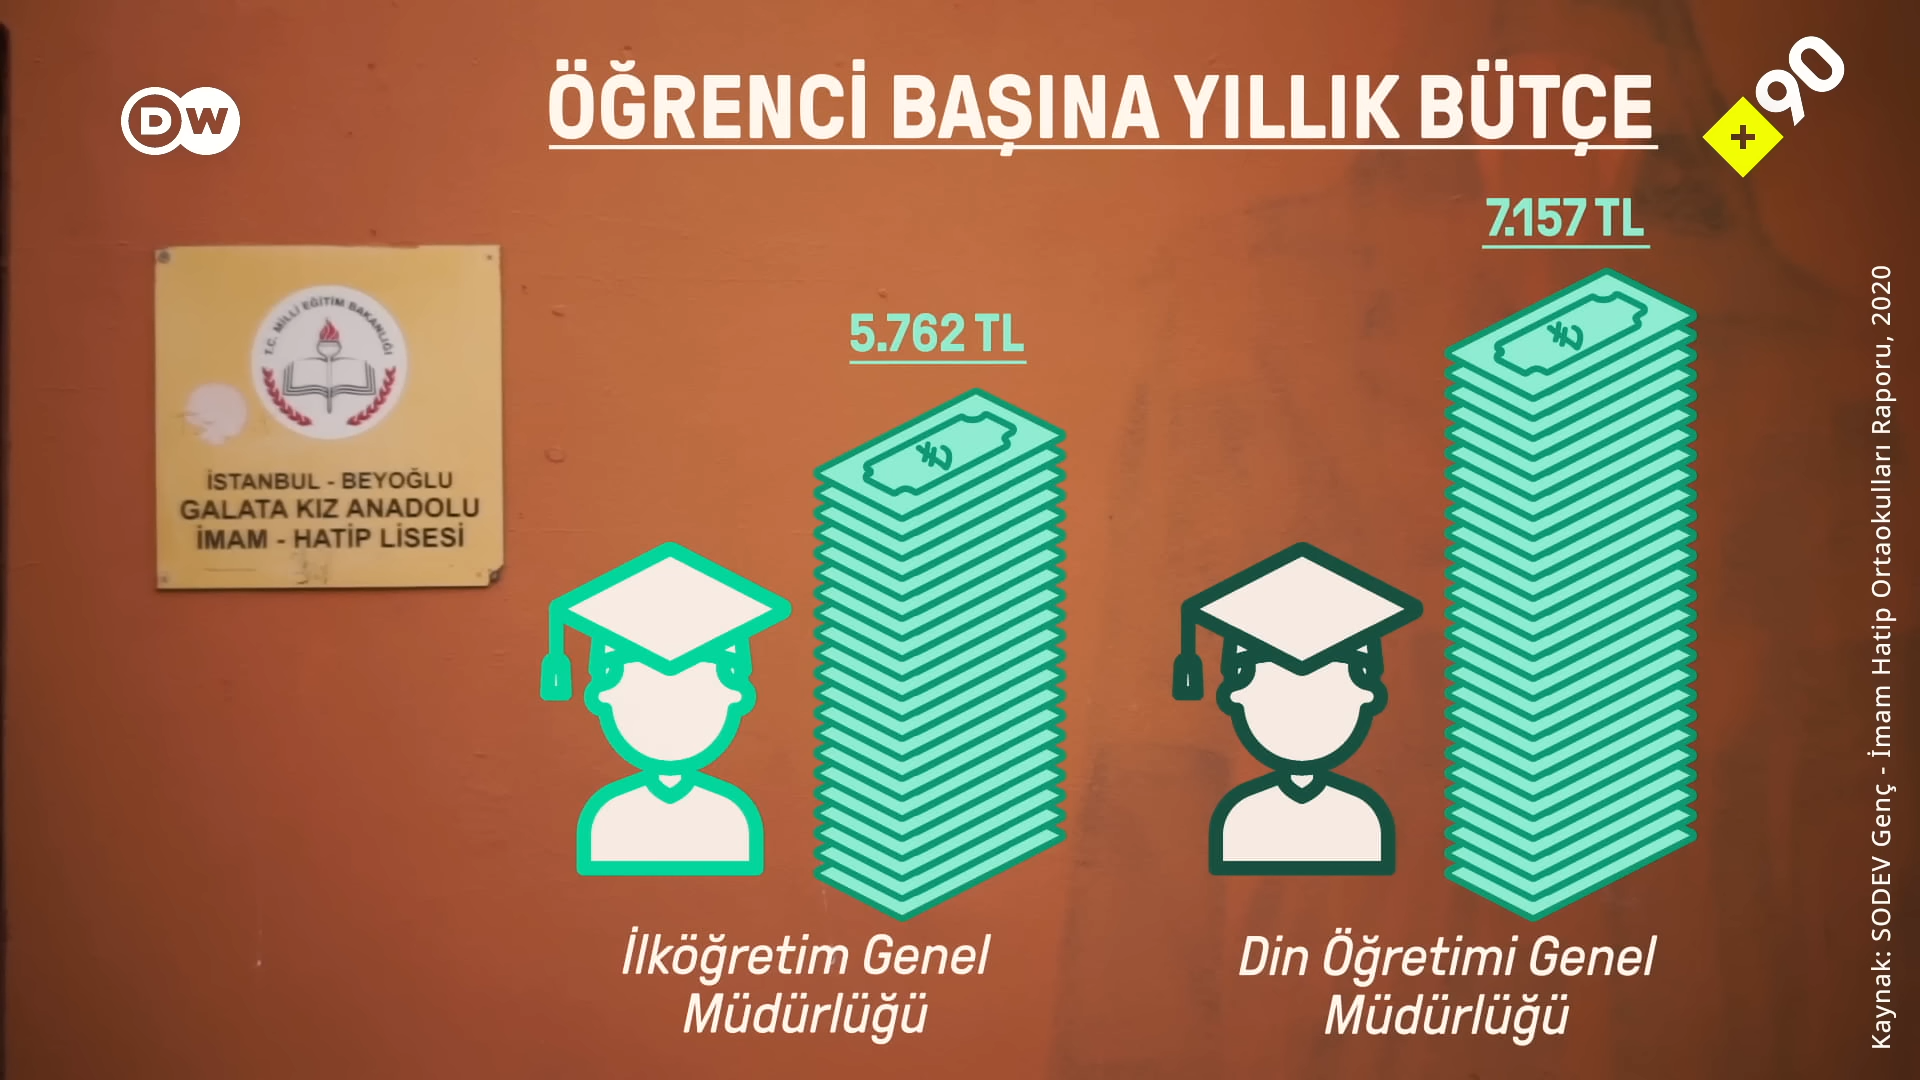 DW
ÖĞRENCİ BAŞINA YILLIK BÜTÇE
+90
7.157 TL
5.762 TL
T.C. MİLLİ EĞİTİM BAKANLIĞI
İSTANBUL - BEYOĞLU
GALATA KIZ ANADOLU
İMAM - HATİP LİSESİ
İlköğretim Genel
Müdürlüğü
Din Öğretimi Genel
Müdürlüğü
Kaynak: SODEV Genç - İmam Hatip Ortaokulları Raporu, 2020